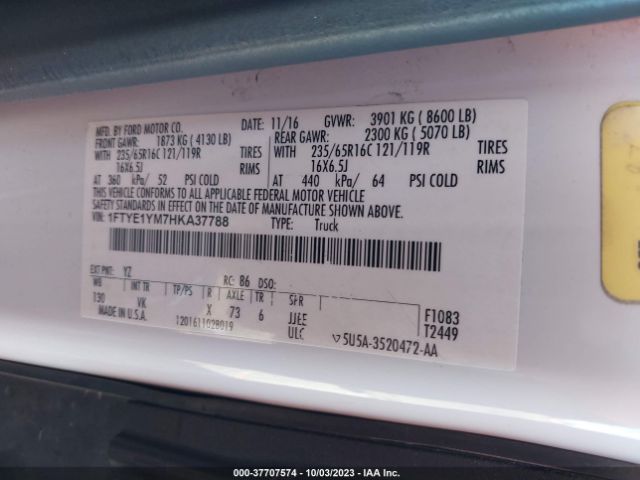 MFD. BY FORD MOTOR CO. DATE: 11/16 GVWR: 3901 KG ( 8600 LB)
FRONT GAWR: 1873 KG ( 4130 LB) REAR GAWR: 2300 KG ( 5070 LB)
WITH 235/65R16C 121/119R TIRES WITH 235/65R16C 121/119R TIRES
16X6.5J RIMS 16X6.5J RIMS
AT 360 kPa/ 52 PSI COLD AT 440 kPa/ 64 PSI COLD
THIS VEHICLE CONFORMS TO ALL APPLICABLE FEDERAL MOTOR VEHICLE
SAFETY STANDARDS IN EFFECT ON THE DATE OF MANUFACTURE SHOWN ABOVE.
VIN: 1FTYE1YM7HKA37788 TYPE: Truck
EXT PNT: YZ RC: 86 DSO:
WB INT TR TP/PS R AXLE TR SPR
130 VK X 73 6 JJEE F1083
MADE IN U.S.A. 1201611028019 T2449
5U5A-3520472-AA
000-37707574 - 10/03/2023 - IAA Inc.